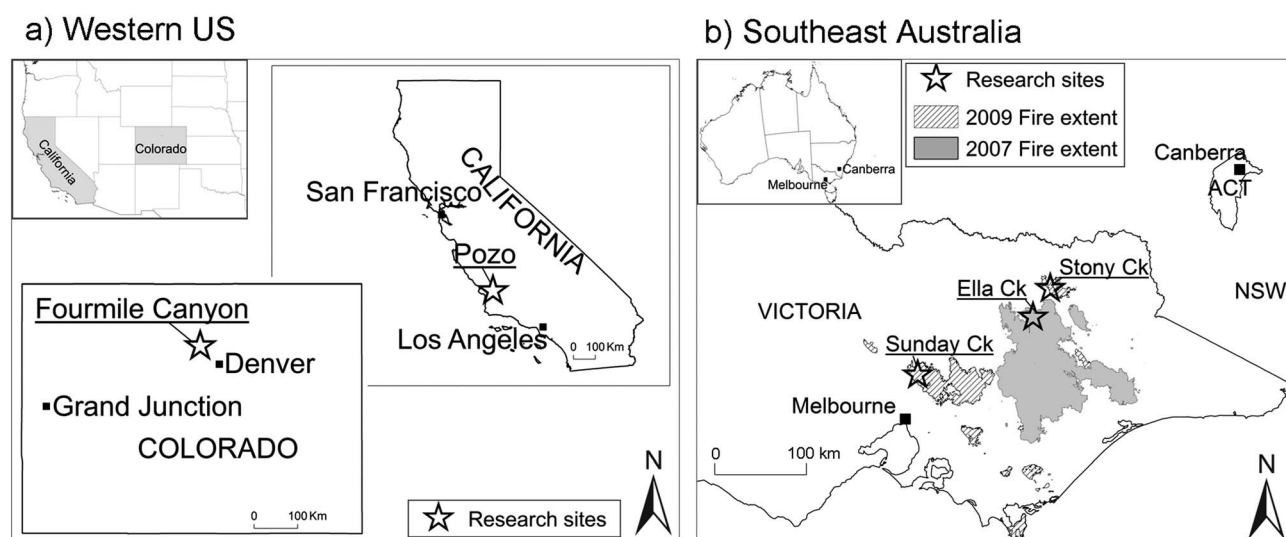 a) Western US
California
Colorado
CALIFORNIA
San Francisco
Pozo
Los Angeles
0 100 Km
Fourmile Canyon
Denver
Grand Junction
COLORADO
0 100 Km
Research sites
N
b) Southeast Australia
Canberra
Melbourne
Research sites
2009 Fire extent
2007 Fire extent
Canberra
ACT
Stony Ck
Ella Ck
NSW
VICTORIA
Sunday Ck
Melbourne
0 100 km
N